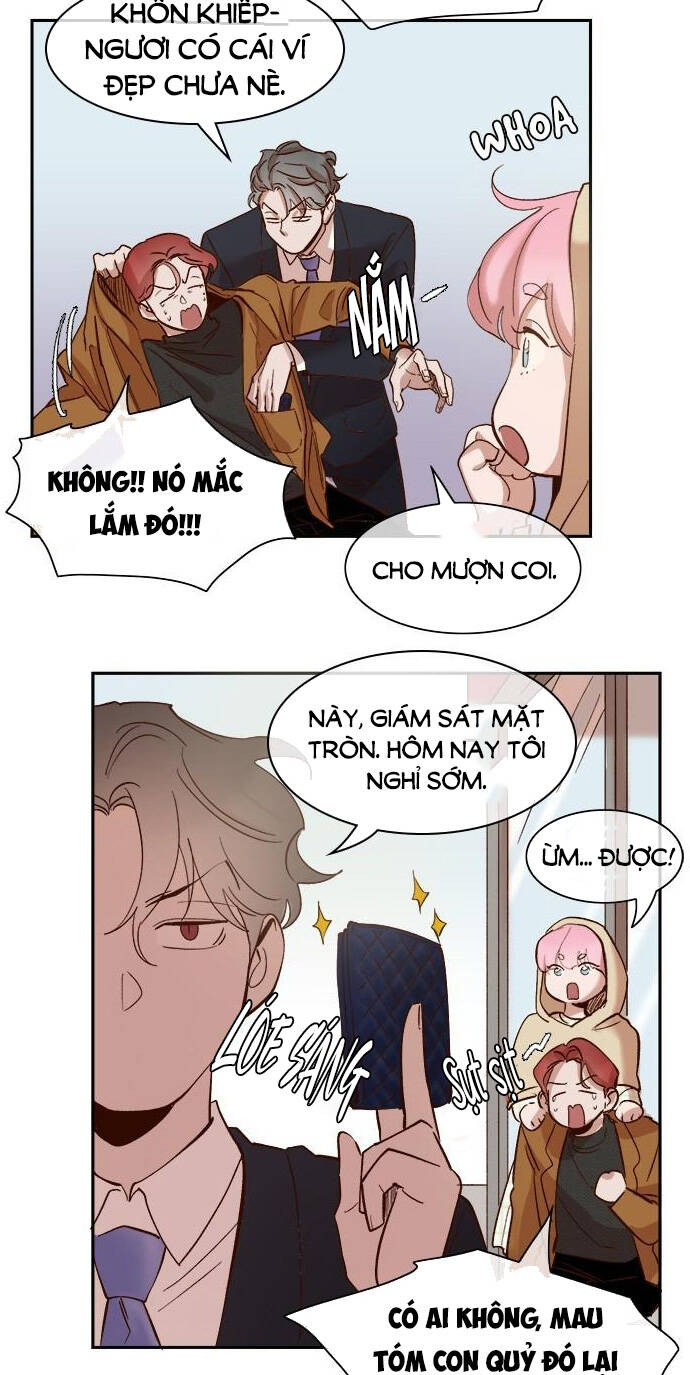 KHÔN KHIẾP-
NGƯƠI CÓ CÁI VÍ
ĐẸP CHƯA NÈ.
WHOA
NẮM
KHÔNG!! NÓ MẮC
LẮM ĐÓ!!!
CHO MƯỢN COI.
NÀY, GIÁM SÁT MẶT
TRÒN. HÔM NAY TÔI
NGHỈ SỚM.
ỪM... ĐƯỢC!
LÓE SÁNG
SỤT SỊT
CÓ AI KHÔNG, MAU
TÓM CON QUỶ ĐÓ LẠI